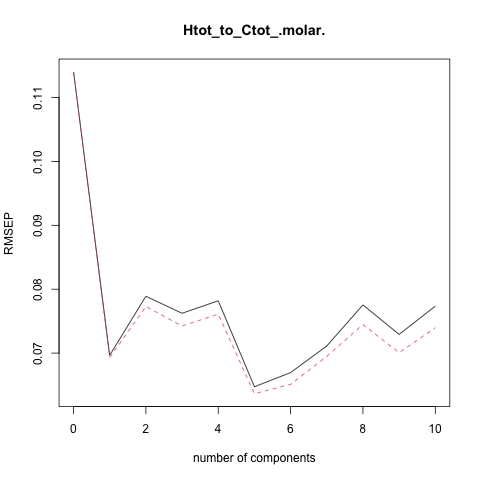 Htot_to_Ctot_.molar.
RMSEP
0.11
0.10
0.09
0.08
0.07
0 2 4 6 8 10
number of components